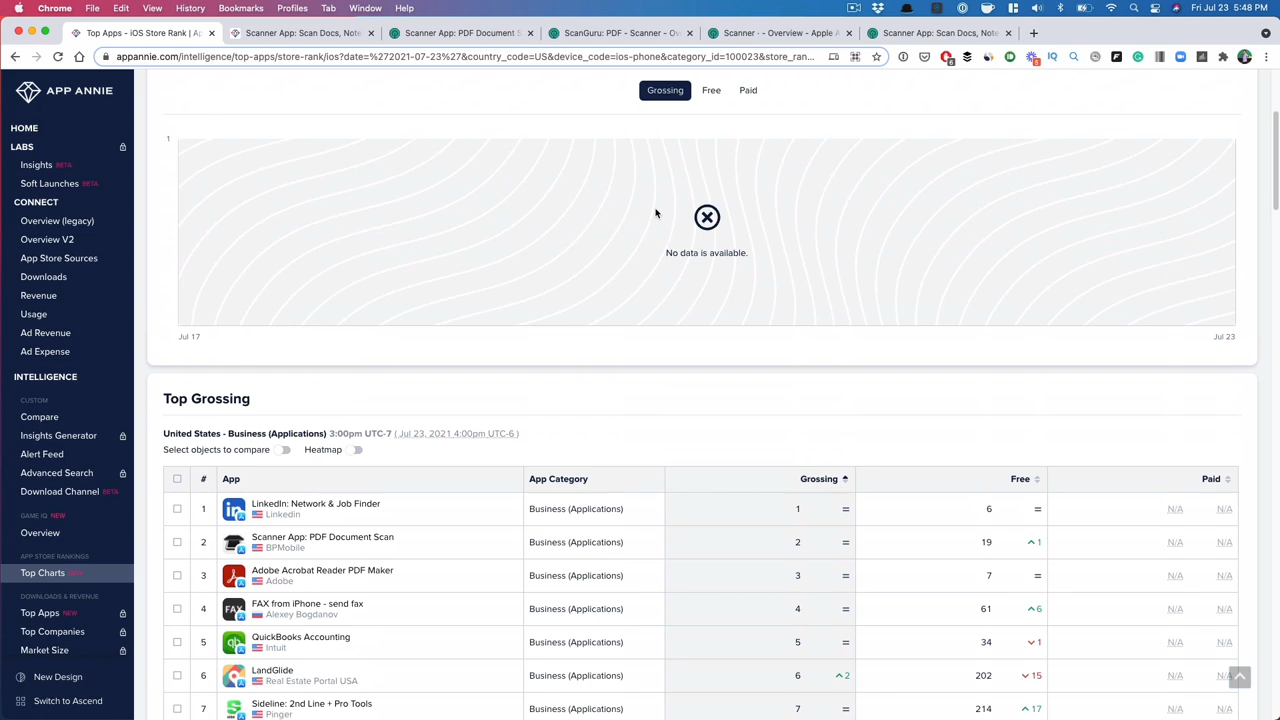 Chrome File Edit View History Bookmarks Profiles Tab Window Help
Top Apps - iOS Store Rank | Ap
Scanner App: Scan Docs, Note
Scanner App: PDF Document S
ScanGuru: PDF - Scanner - Ov
Scanner - - Overview - Apple A
Scanner App: Scan Docs, Note
appannie.com/intelligence/top-apps/store-rank/ios?date=%272021-07-23%27&country_code=US&device_code=ios-phone&category_id=100023&store_ran...
APP ANNIE
HOME
LABS
Insights BETA
Soft Launches BETA
CONNECT
Overview (legacy)
Overview V2
App Store Sources
Downloads
Revenue
Usage
Ad Revenue
Ad Expense
INTELLIGENCE
CUSTOM
Compare
Insights Generator
Alert Feed
Advanced Search
Download Channel BETA
GAME IQ NEW
Overview
APP STORE RANKINGS
Top Charts NEW
DOWNLOADS & REVENUE
Top Apps NEW
Top Companies
Market Size
New Design
Switch to Ascend
Grossing Free Paid
1
No data is available.
Jul 17 Jul 23
Top Grossing
United States - Business (Applications) 3:00pm UTC-7 ( Jul 23, 2021 4:00pm UTC-6 )
Select objects to compare Heatmap
# App App Category Grossing Free Paid
1 LinkedIn: Network & Job Finder Business (Applications) 1 = 6 = N/A N/A
Linkedin
2 Scanner App: PDF Document Scan Business (Applications) 2 = 19 1 N/A N/A
BPMobile
3 Adobe Acrobat Reader PDF Maker Business (Applications) 3 = 7 = N/A N/A
Adobe
4 FAX from iPhone - send fax Business (Applications) 4 = 61 6 N/A N/A
Alexey Bogdanov
5 QuickBooks Accounting Business (Applications) 5 = 34 1 N/A N/A
Intuit
6 LandGlide Business (Applications) 6 2 202 15 N/A N/A
Real Estate Portal USA
7 Sideline: 2nd Line + Pro Tools Business (Applications) 7 = 214 17 N/A N/A
Pinger